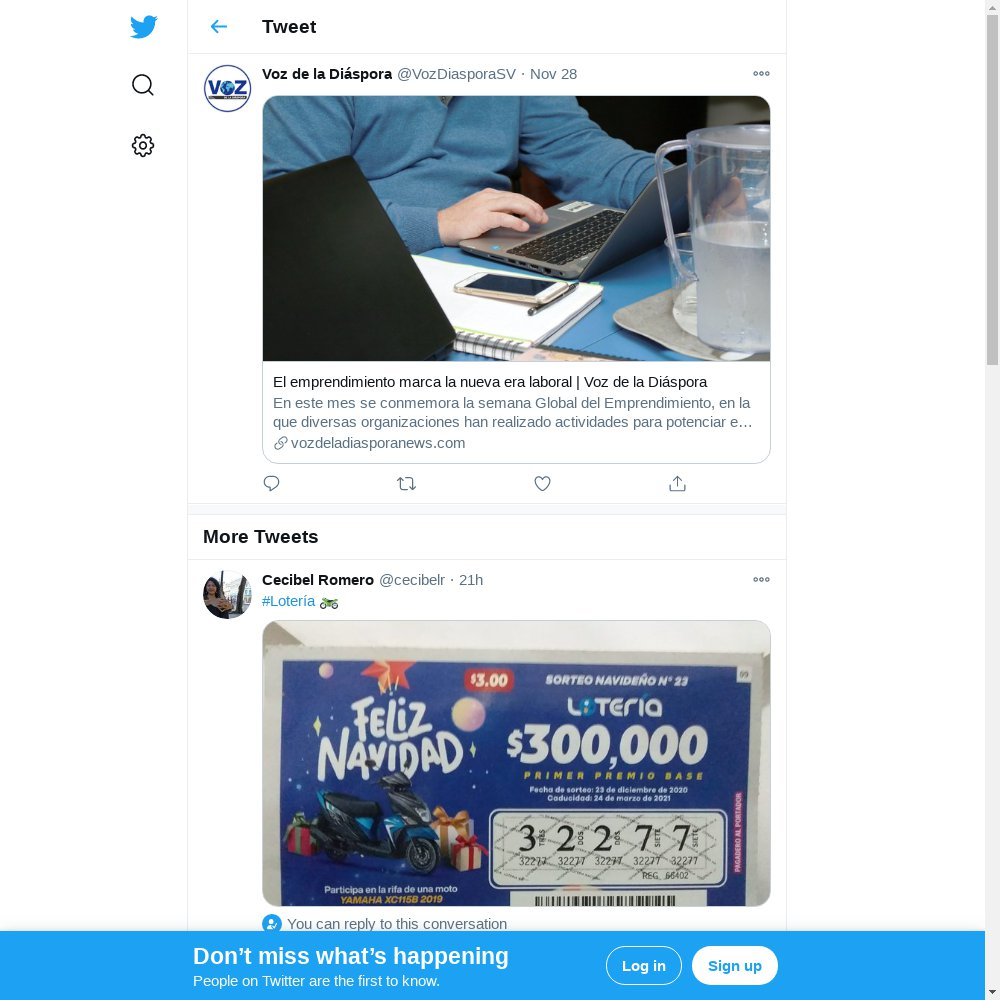 Tweet
VOZ
Voz de la Diáspora @VozDiasporaSV · Nov 28
El emprendimiento marca la nueva era laboral | Voz de la Diáspora
En este mes se conmemora la semana Global del Emprendimiento, en la
que diversas organizaciones han realizado actividades para potenciar e…
vozdeladiasporanews.com
More Tweets
Cecibel Romero @cecibelr · 21h
#Lotería
$3.00
SORTEO NAVIDEÑO Nº 23
09
LOTERÍA
FELIZ
NAVIDAD
$300,000
PRIMER PREMIO BASE
Fecha de sorteo: 23 de diciembre de 2020
Caducidad: 24 de marzo de 2021
3 TRES 2 DOS 2 DOS 7 SIETE 7 SIETE
32277 32277 32277 32277 32277
REG. 66402
PAGADERO AL PORTADOR
Participa en la rifa de una moto
YAMAHA XC115B 2019
You can reply to this conversation
Don’t miss what’s happening
People on Twitter are the first to know.
Log in
Sign up